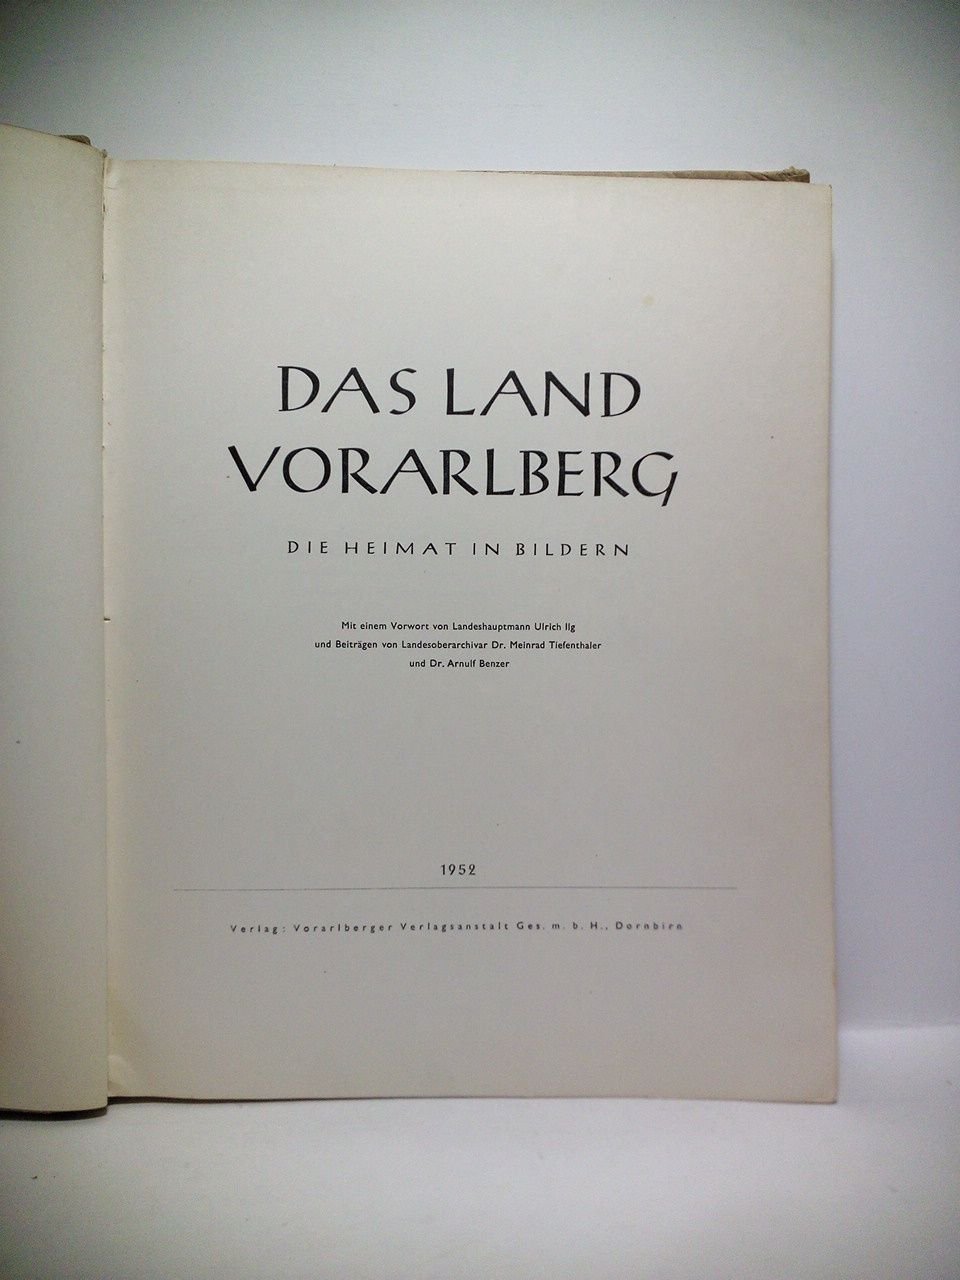 DAS LAND
VORARLBERG
DIE HEIMAT IN BILDERN
Mit einem Vorwort von Landeshauptmann Ulrich Ilg
und Beiträgen von Landesoberarchivar Dr. Meinrad Tiefenthaler
und Dr. Arnulf Benzer
1952
Verlag: Vorarlberger Verlagsanstalt Ges. m. b. H., Dornbirn